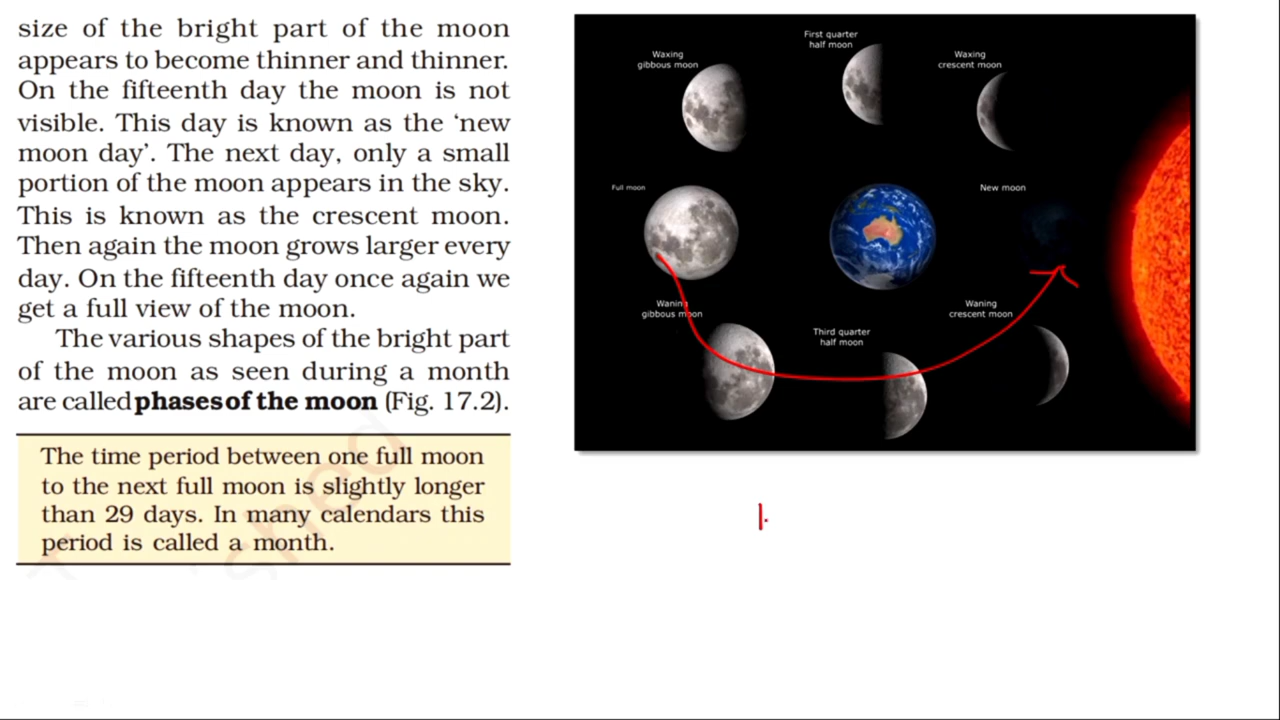 size of the bright part of the moon
appears to become thinner and thinner.
On the fifteenth day the moon is not
visible. This day is known as the ‘new
moon day’. The next day, only a small
portion of the moon appears in the sky.
This is known as the crescent moon.
Then again the moon grows larger every
day. On the fifteenth day once again we
get a full view of the moon.
The various shapes of the bright part
of the moon as seen during a month
are called phases of the moon (Fig. 17.2).
The time period between one full moon
to the next full moon is slightly longer
than 29 days. In many calendars this
period is called a month.
Waxing
gibbous moon
First quarter
half moon
Waxing
crescent moon
Full moon
New moon
Waning
gibbous moon
Third quarter
half moon
Waning
crescent moon
1.